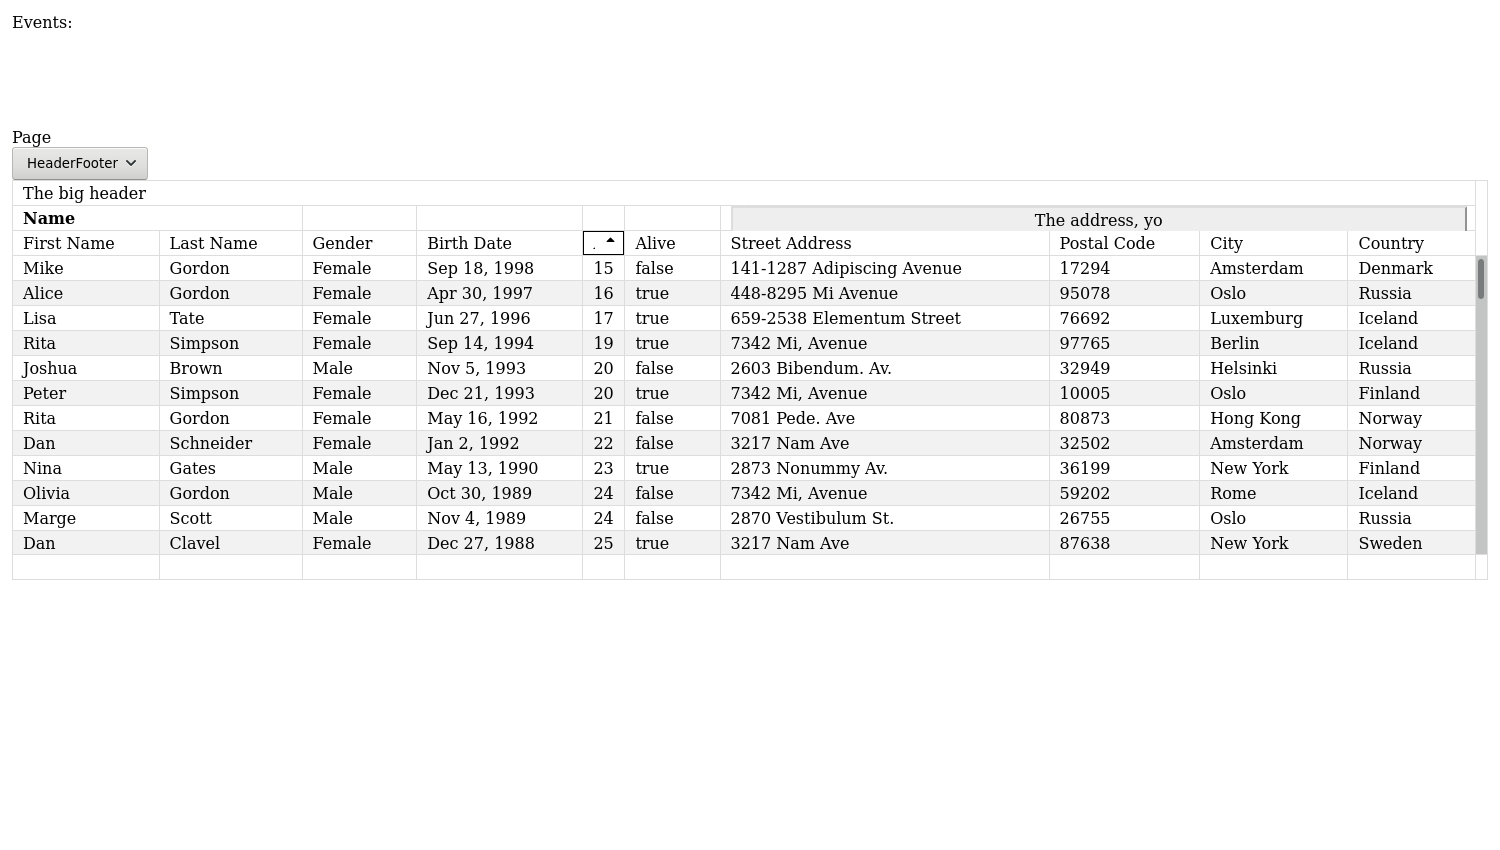 Events:
Page
HeaderFooter
The big header
Name The address, yo
First Name Last Name Gender Birth Date . Alive Street Address Postal Code City Country
Mike Gordon Female Sep 18, 1998 15 false 141-1287 Adipiscing Avenue 17294 Amsterdam Denmark
Alice Gordon Female Apr 30, 1997 16 true 448-8295 Mi Avenue 95078 Oslo Russia
Lisa Tate Female Jun 27, 1996 17 true 659-2538 Elementum Street 76692 Luxemburg Iceland
Rita Simpson Female Sep 14, 1994 19 true 7342 Mi, Avenue 97765 Berlin Iceland
Joshua Brown Male Nov 5, 1993 20 false 2603 Bibendum. Av. 32949 Helsinki Russia
Peter Simpson Female Dec 21, 1993 20 true 7342 Mi, Avenue 10005 Oslo Finland
Rita Gordon Female May 16, 1992 21 false 7081 Pede. Ave 80873 Hong Kong Norway
Dan Schneider Female Jan 2, 1992 22 false 3217 Nam Ave 32502 Amsterdam Norway
Nina Gates Male May 13, 1990 23 true 2873 Nonummy Av. 36199 New York Finland
Olivia Gordon Male Oct 30, 1989 24 false 7342 Mi, Avenue 59202 Rome Iceland
Marge Scott Male Nov 4, 1989 24 false 2870 Vestibulum St. 26755 Oslo Russia
Dan Clavel Female Dec 27, 1988 25 true 3217 Nam Ave 87638 New York Sweden